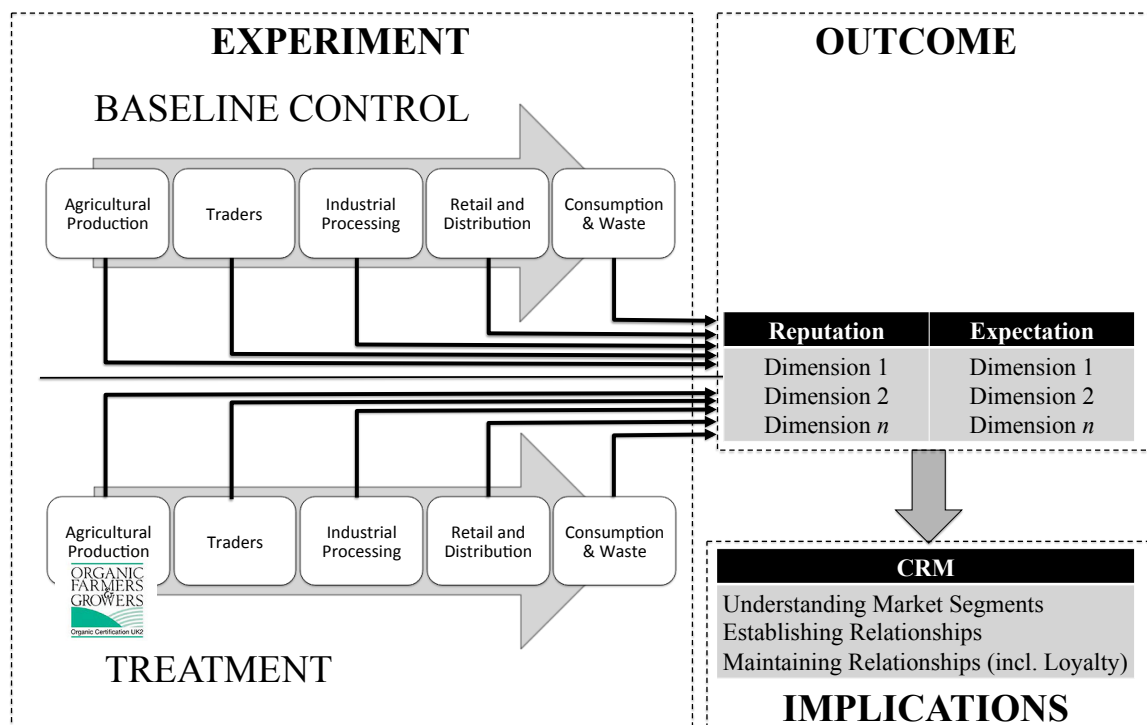 EXPERIMENT
BASELINE CONTROL
Agricultural
Production
Traders
Industrial
Processing
Retail and
Distribution
Consumption
& Waste
Agricultural
Production
Traders
Industrial
Processing
Retail and
Distribution
Consumption
& Waste
ORGANIC
FARMERS
&
GROWERS
Organic Certification UK2
TREATMENT
OUTCOME
Reputation
Expectation
Dimension 1
Dimension 1
Dimension 2
Dimension 2
Dimension n
Dimension n
CRM
Understanding Market Segments
Establishing Relationships
Maintaining Relationships (incl. Loyalty)
IMPLICATIONS